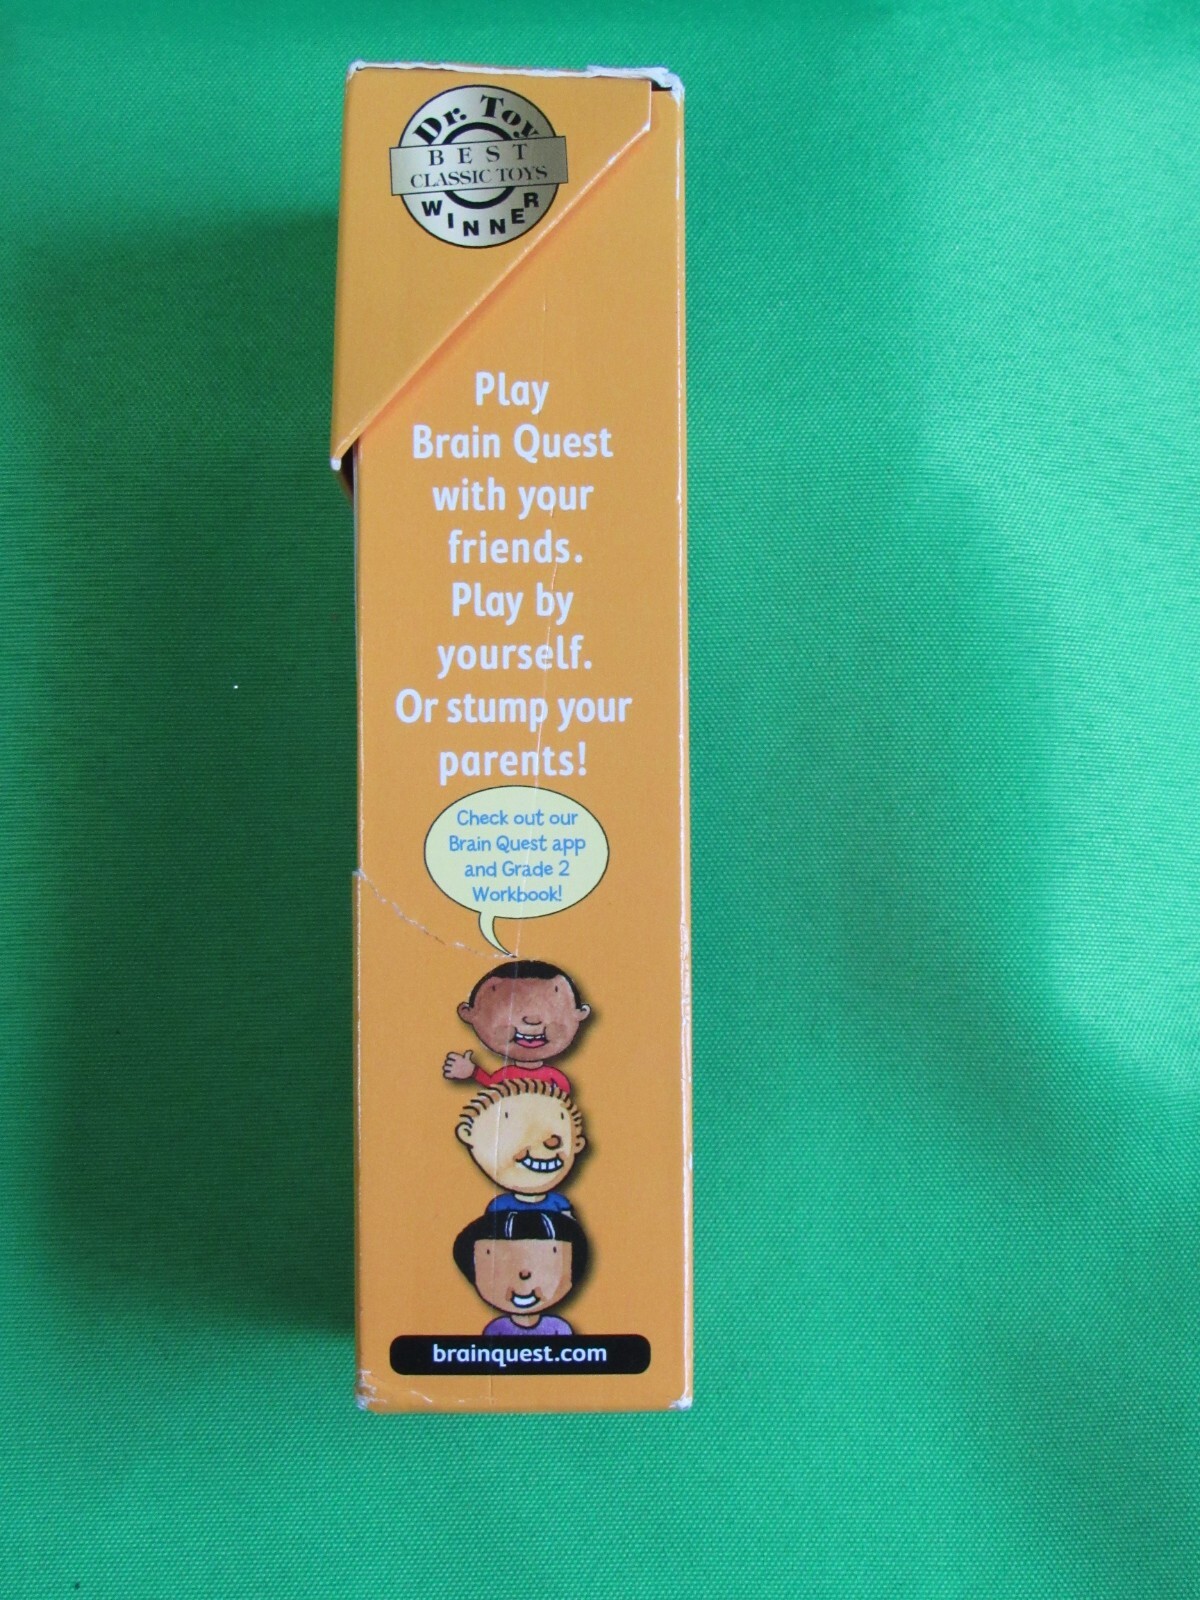 Dr. Toy
BEST
CLASSIC TOYS
WINNER
Play
Brain Quest
with your
friends.
Play by
yourself.
Or stump your
parents!
Check out our
Brain Quest app
and Grade 2
Workbook!
brainquest.com